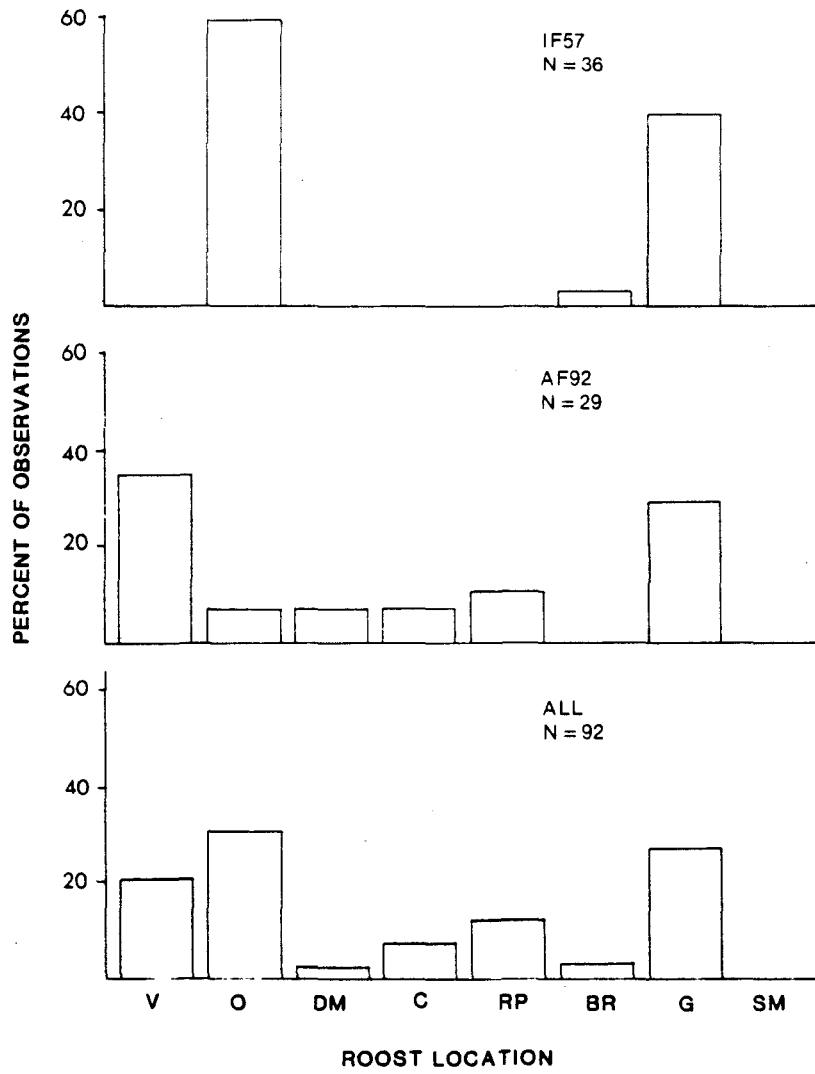 60
IF57
N = 36
40
20
60
AF92
N = 29
40
20
PERCENT OF OBSERVATIONS
60
ALL
N = 92
40
20
V O DM C RP BR G SM
ROOST LOCATION